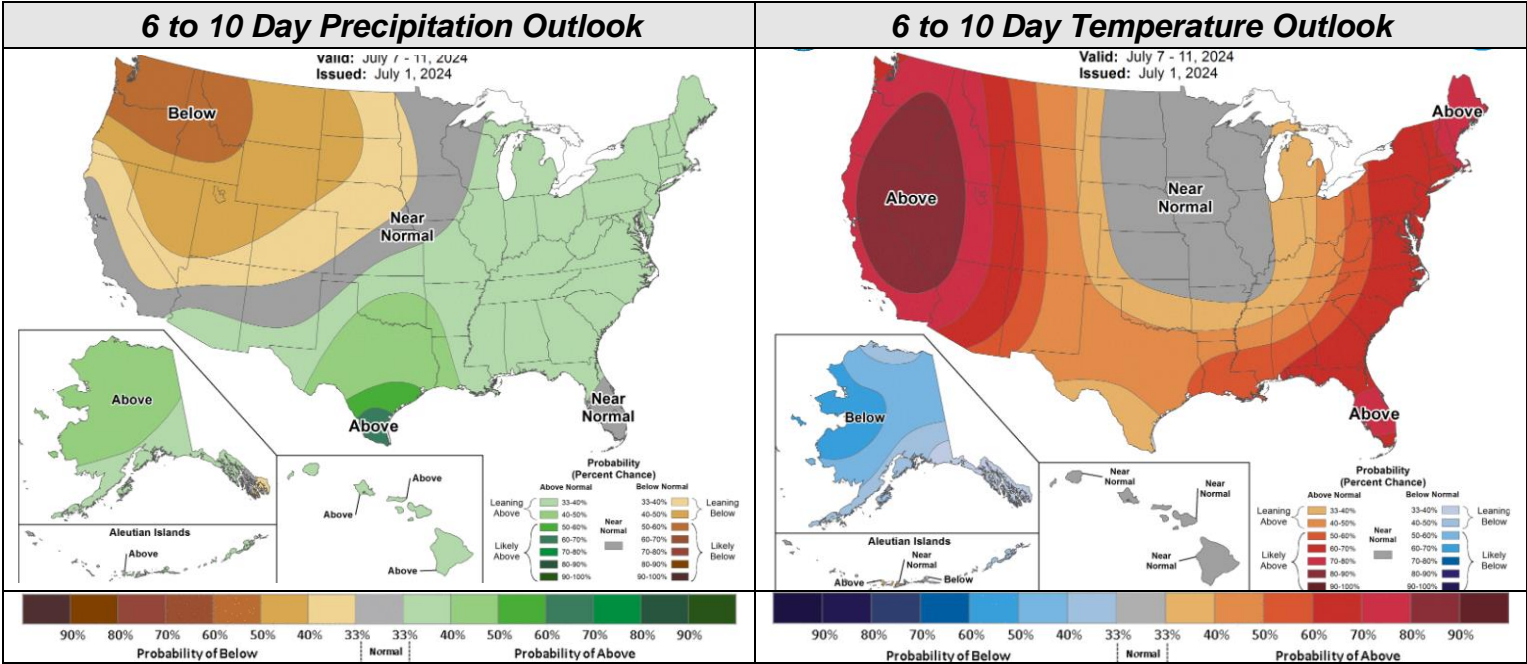 6 to 10 Day Precipitation Outlook
Valid: July 7 - 11, 2024
Issued: July 1, 2024
Below
Near
Normal
Above
Near
Normal
Above
Above
Above
Above
Aleutian Islands
Above
Probability
(Percent Chance)
Above Normal
Below Normal
Leaning
Above
33-40%
40-50%
50-60%
60-70%
70-80%
80-80%
90-100%
Likely
Above
Near
Normal
33-40%
40-50%
50-60%
60-70%
70-80%
80-90%
90-100%
Leaning
Below
Likely
Below
90% 80% 70% 60% 50% 40% 33% 33% 40% 50% 60% 70% 80% 90%
Probability of Below Normal Probability of Above
6 to 10 Day Temperature Outlook
Valid: July 7 - 11, 2024
Issued: July 1, 2024
Above
Above
Near
Normal
Above
Below
Near
Normal
Near
Normal
Near
Normal
Aleutian Islands
Near
Normal
Above
Below
Probability
(Percent Chance)
Above Normal
Below Normal
Leaning
Above
33-40%
40-50%
50-60%
60-70%
70-80%
80-90%
90-100%
Likely
Above
Near
Normal
33-40%
40-50%
50-60%
60-70%
70-80%
80-90%
90-100%
Leaning
Below
Likely
Below
90% 80% 70% 60% 50% 40% 33% 33% 40% 50% 60% 70% 80% 90%
Probability of Below Normal Probability of Above